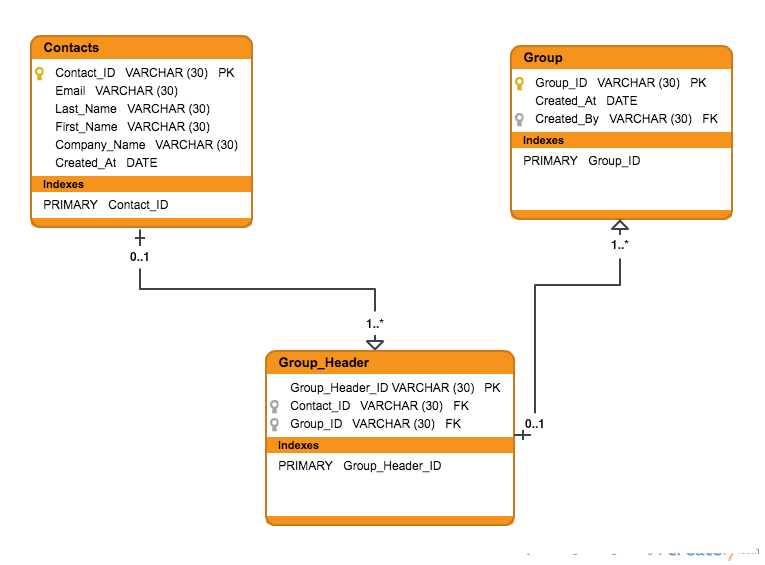 Contacts
Contact_ID VARCHAR (30) PK
Email VARCHAR (30)
Last_Name VARCHAR (30)
First_Name VARCHAR (30)
Company_Name VARCHAR (30)
Created_At DATE
Indexes
PRIMARY Contact_ID
0..1
1..*
Group
Group_ID VARCHAR (30) PK
Created_At DATE
Created_By VARCHAR (30) FK
Indexes
PRIMARY Group_ID
1..*
0..1
Group_Header
Group_Header_ID VARCHAR (30) PK
Contact_ID VARCHAR (30) FK
Group_ID VARCHAR (30) FK
Indexes
PRIMARY Group_Header_ID